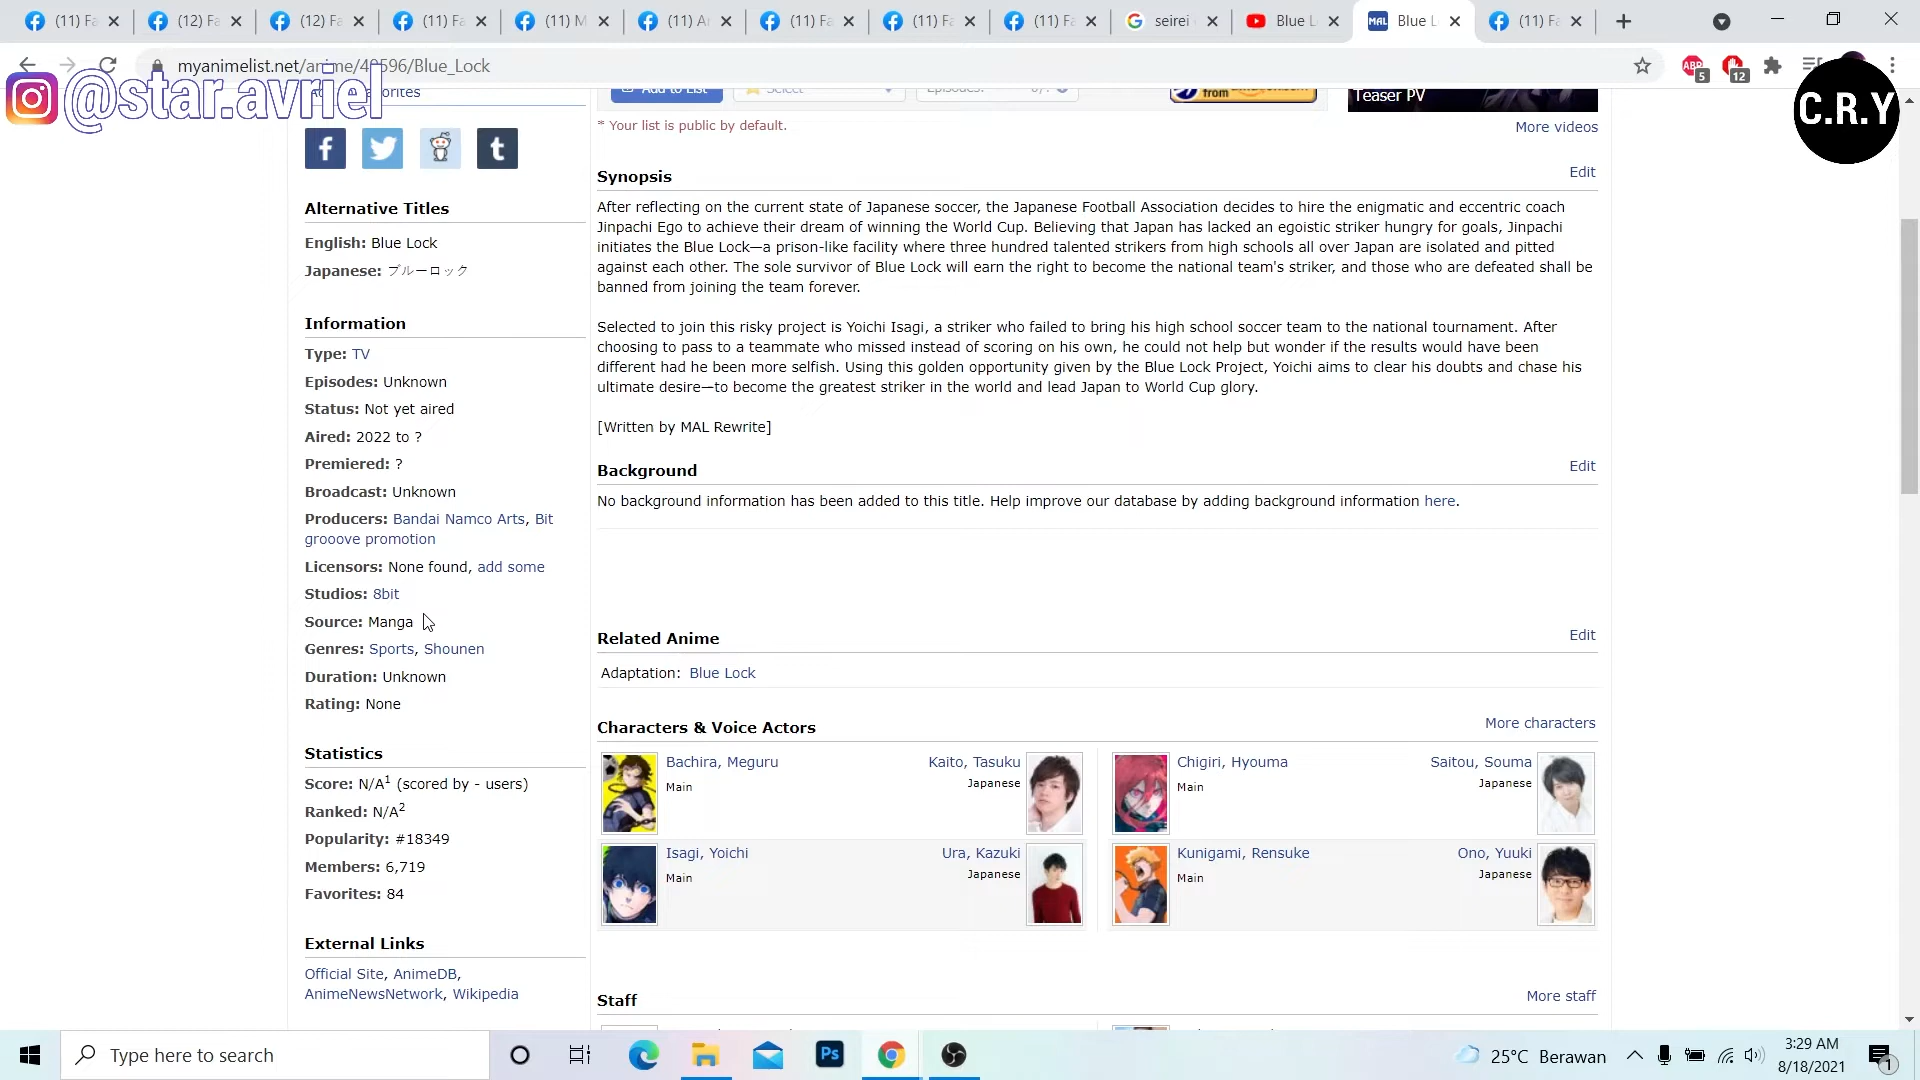 (11) Fa
(12) Fa
(12) Fa
(11) Fa
(11) M
(11) A
(11) Fa
(11) Fa
(11) Fa
seirei
Blue L
MAL Blue L
(11) Fa
myanimelist.net/anime/49596/Blue_Lock
ABP 5
12
@star.avriel
C.R.Y
Favorites
Add to List
Select
Episodes:
from
Teaser PV
* Your list is public by default.
More videos
Alternative Titles
English: Blue Lock
Japanese: ブルーロック
Information
Type: TV
Episodes: Unknown
Status: Not yet aired
Aired: 2022 to ?
Premiered: ?
Broadcast: Unknown
Producers: Bandai Namco Arts, Bit
grooove promotion
Licensors: None found, add some
Studios: 8bit
Source: Manga
Genres: Sports, Shounen
Duration: Unknown
Rating: None
Statistics
Score: N/A1 (scored by - users)
Ranked: N/A2
Popularity: #18349
Members: 6,719
Favorites: 84
External Links
Official Site, AnimeDB,
AnimeNewsNetwork, Wikipedia
Synopsis
Edit
After reflecting on the current state of Japanese soccer, the Japanese Football Association decides to hire the enigmatic and eccentric coach
Jinpachi Ego to achieve their dream of winning the World Cup. Believing that Japan has lacked an egoistic striker hungry for goals, Jinpachi
initiates the Blue Lock—a prison-like facility where three hundred talented strikers from high schools all over Japan are isolated and pitted
against each other. The sole survivor of Blue Lock will earn the right to become the national team's striker, and those who are defeated shall be
banned from joining the team forever.
Selected to join this risky project is Yoichi Isagi, a striker who failed to bring his high school soccer team to the national tournament. After
choosing to pass to a teammate who missed instead of scoring on his own, he could not help but wonder if the results would have been
different had he been more selfish. Using this golden opportunity given by the Blue Lock Project, Yoichi aims to clear his doubts and chase his
ultimate desire—to become the greatest striker in the world and lead Japan to World Cup glory.
[Written by MAL Rewrite]
Background
Edit
No background information has been added to this title. Help improve our database by adding background information here.
Related Anime
Edit
Adaptation: Blue Lock
Characters & Voice Actors
More characters
Bachira, Meguru
Main
Kaito, Tasuku
Japanese
Chigiri, Hyouma
Main
Saitou, Souma
Japanese
Isagi, Yoichi
Main
Ura, Kazuki
Japanese
Kunigami, Rensuke
Main
Ono, Yuuki
Japanese
Staff
More staff
Type here to search
Ps
25°C Berawan
3:29 AM
8/18/2021
1